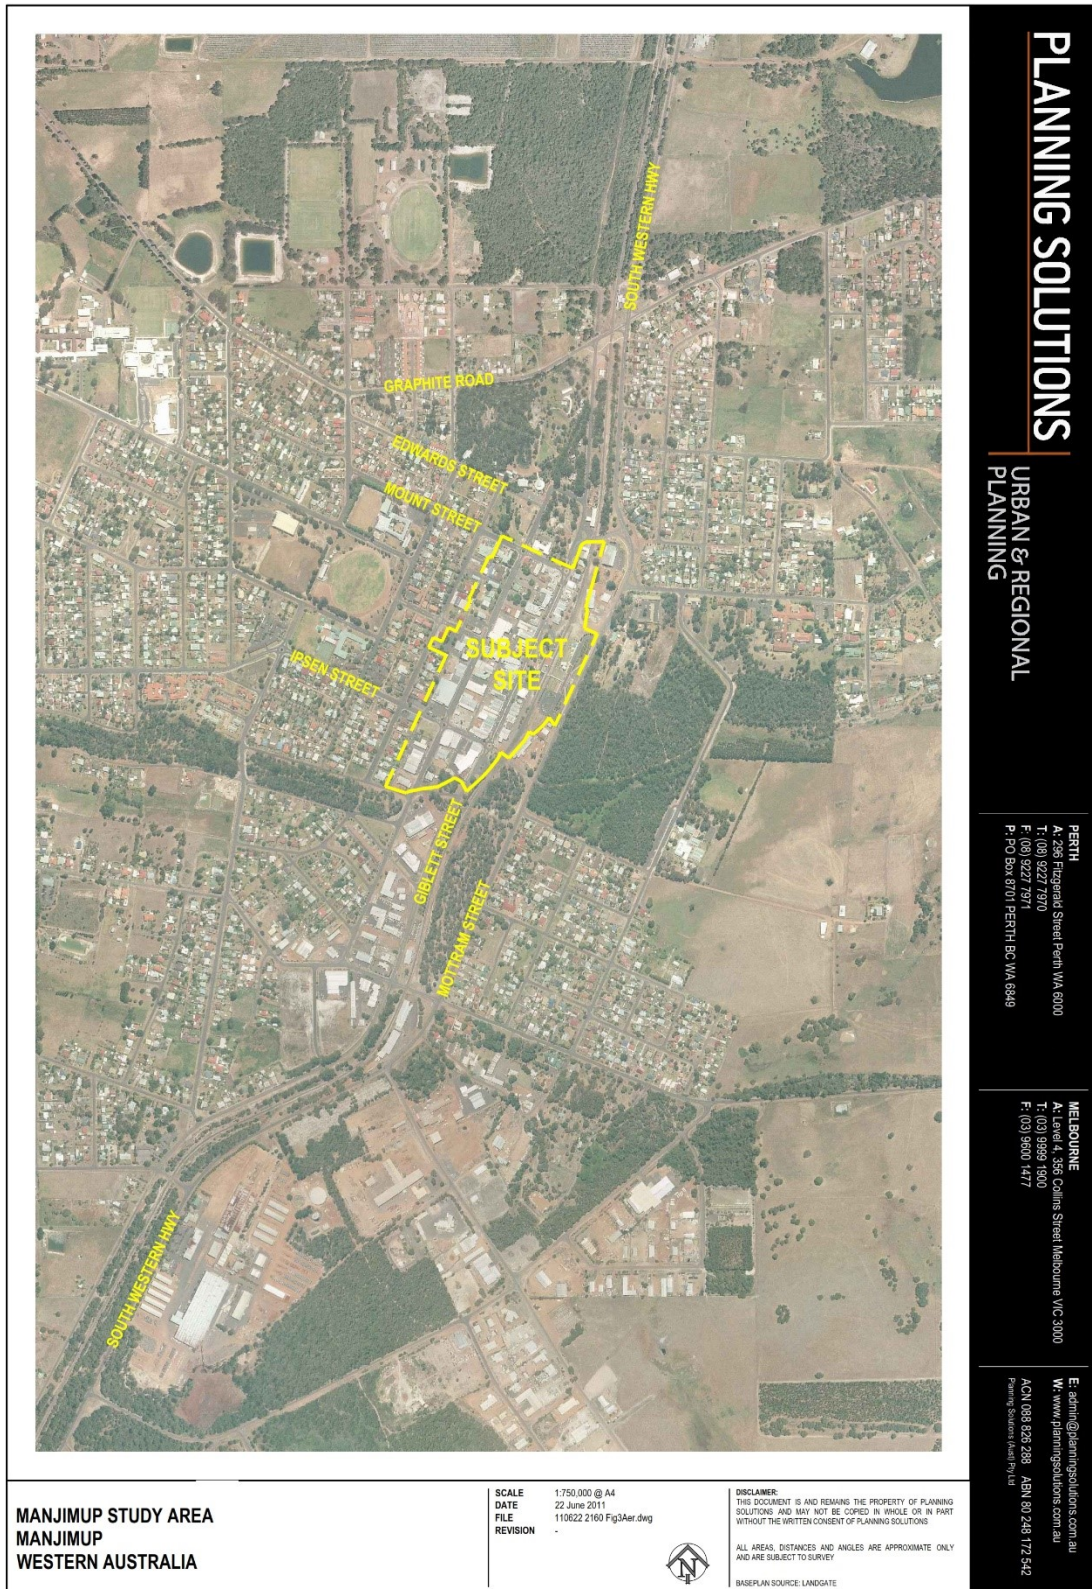 SOUTH WESTERN HWY
GRAPHITE ROAD
EDWARDS STREET
MOUNT STREET
SUBJECT
SITE
IPSEN STREET
GIBLETT STREET
MOTTRAM STREET
SOUTH WESTERN HWY
PLANNING SOLUTIONS
URBAN & REGIONAL
PLANNING
PERTH
A: 296 Fitzgerald Street Perth WA 6000
T: (08) 9227 7970
F: (08) 9227 7971
P: PO Box 8701 PERTH BC WA 6849
MELBOURNE
A: Level 4, 356 Collins Street Melbourne VIC 3000
T: (03) 9999 1900
F: (03) 9600 1477
E: admin@planningsolutions.com.au
W: www.planningsolutions.com.au
ACN 088 826 288 ABN 80 248 172 542
Planning Solutions (Aust) Pty Ltd
MANJIMUP STUDY AREA
MANJIMUP
WESTERN AUSTRALIA
SCALE 1:750,000 @ A4
DATE 22 June 2011
FILE 110622 2160 Fig3Aer.dwg
REVISION -
N
DISCLAIMER:
THIS DOCUMENT IS AND REMAINS THE PROPERTY OF PLANNING
SOLUTIONS AND MAY NOT BE COPIED IN WHOLE OR IN PART
WITHOUT THE WRITTEN CONSENT OF PLANNING SOLUTIONS
ALL AREAS, DISTANCES AND ANGLES ARE APPROXIMATE ONLY
AND ARE SUBJECT TO SURVEY
BASEPLAN SOURCE: LANDGATE